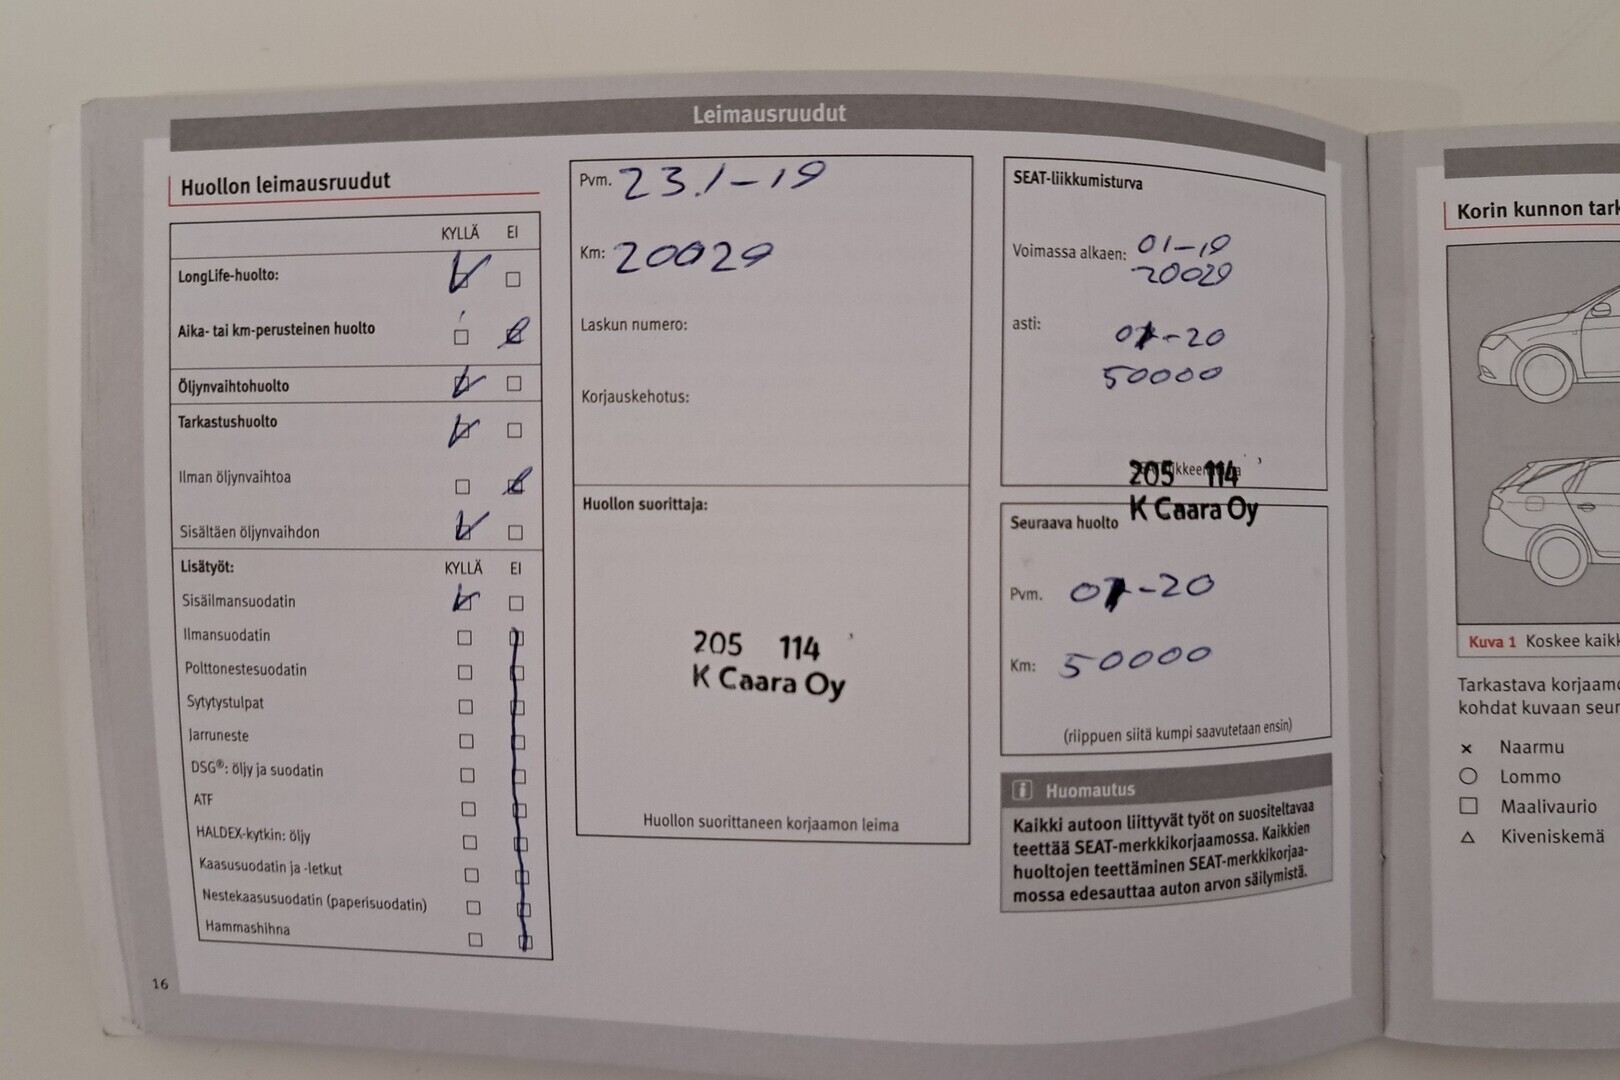 Leimausruudut
Huollon leimausruudut
KYLLÄ EI
LongLife-huolto:
Aika- tai km-perusteinen huolto
Öljynvaihtohuolto
Tarkastushuolto
Ilman öljynvaihtoa
Sisältäen öljynvaihdon
Lisätyöt: KYLLÄ EI
Sisäilmansuodatin
Ilmansuodatin
Polttonestesuodatin
Sytytystulpat
Jarruneste
DSG®: öljy ja suodatin
ATF
HALDEX-kytkin: öljy
Kaasusuodatin ja -letkut
Nestekaasusuodatin (paperisuodatin)
Hammashihna
16
Pvm. 23.1-19
Km: 20029
Laskun numero:
Korjauskehotus:
Huollon suorittaja:
205 114
K Caara Oy
Huollon suorittaneen korjaamon leima
SEAT-liikkumisturva
Voimassa alkaen: 01-19
20029
asti: 01-20
50000
205 114
K Caara Oy
Seuraava huolto
Pvm. 01-20
Km: 50000
(riippuen siitä kumpi saavutetaan ensin)
i Huomautus
Kaikki autoon liittyvät työt on suositeltavaa
teettää SEAT-merkkikorjaamossa. Kaikkien
huoltojen teettäminen SEAT-merkkikorjaa-
mossa edesauttaa auton arvon säilymistä.
Korin kunnon tark
Kuva 1 Koskee kaikk
Tarkastava korjaamo
kohdat kuvaan seur
Naarmu
Lommo
Maalivaurio
Kiveniskemä